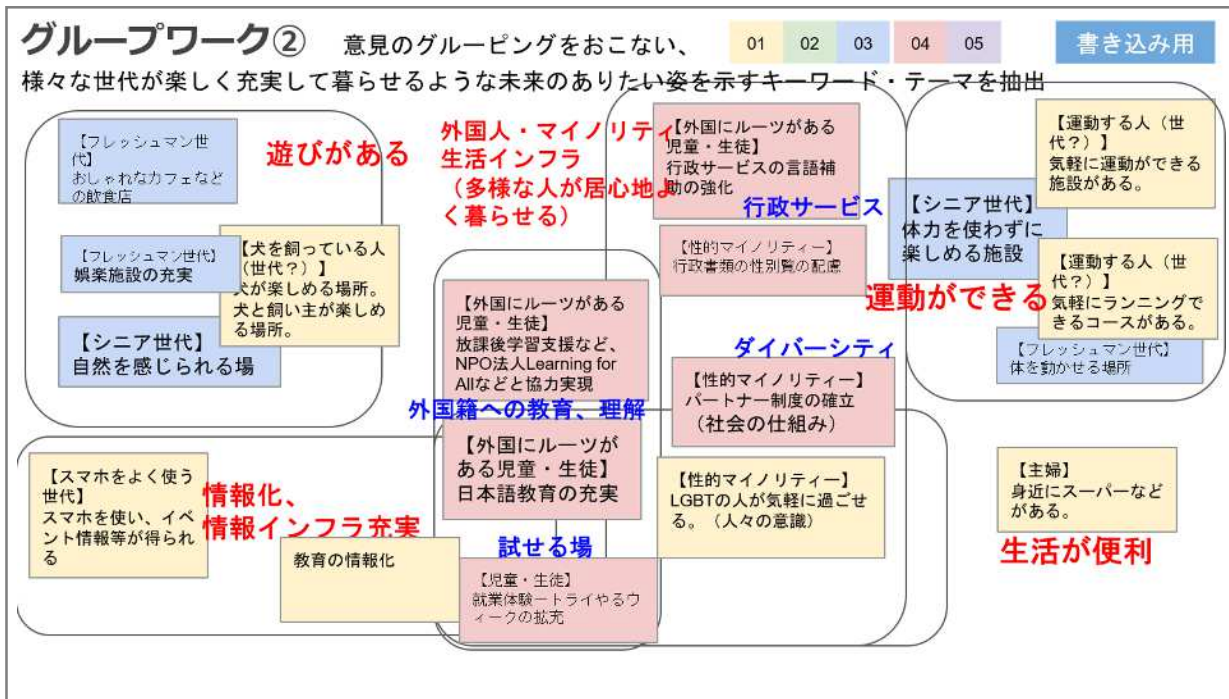 グループワーク②
意見のグルーピングをおこない、
01
02
03
04
05
書き込み用
様々な世代が楽しく充実して暮らせるような未来のありたい姿を示すキーワード・テーマを抽出
【フレッシュマン世
代】
おしゃれなカフェなど
の飲食店
遊びがある
【フレッシュマン世代】
娯楽施設の充実
【犬を飼っている人
（世代？）】
犬が楽しめる場所。
犬と飼い主が楽しめ
る場所。
【シニア世代】
自然を感じられる場
外国人・マイノリティ
生活インフラ
（多様な人が居心地よ
く暮らせる）
【外国にルーツがある
児童・生徒】
行政サービスの言語補
助の強化
行政サービス
【性的マイノリティー】
行政書類の性別覧の配慮
【シニア世代】
体力を使わずに
楽しめる施設
【運動する人（世
代？）】
気軽に運動ができる
施設がある。
運動ができる
【運動する人（世
代？）】
気軽にランニングで
きるコースがある。
【フレッシュマン世代】
体を動かせる場所
【外国にルーツがある
児童・生徒】
放課後学習支援など、
NPO法人Learning for
Allなどと協力実現
外国籍への教育、理解
【外国にルーツが
ある児童・生徒】
日本語教育の充実
ダイバーシティ
【性的マイノリティー】
パートナー制度の確立
（社会の仕組み）
【性的マイノリティー】
LGBTの人が気軽に過ごせ
る。（人々の意識）
【スマホをよく使う
世代】
スマホを使い、イベ
ント情報等が得られ
る
情報化、
情報インフラ充実
教育の情報化
試せる場
【児童・生徒】
就業体験ートライやるウ
ィークの拡充
【主婦】
身近にスーパーなど
がある。
生活が便利